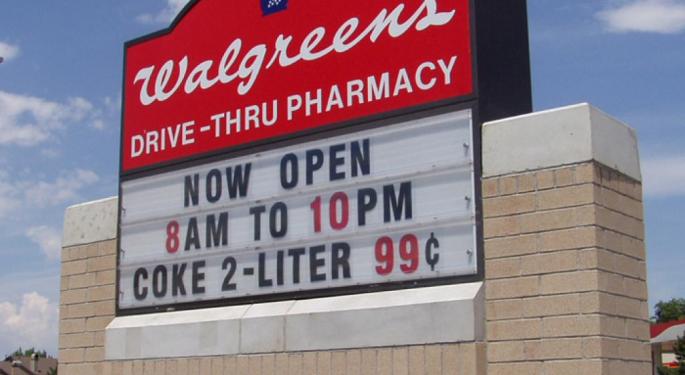 Walgreens
DRIVE-THRU PHARMACY
NOW OPEN
8AM TO 10PM
COKE 2-LITER 99¢